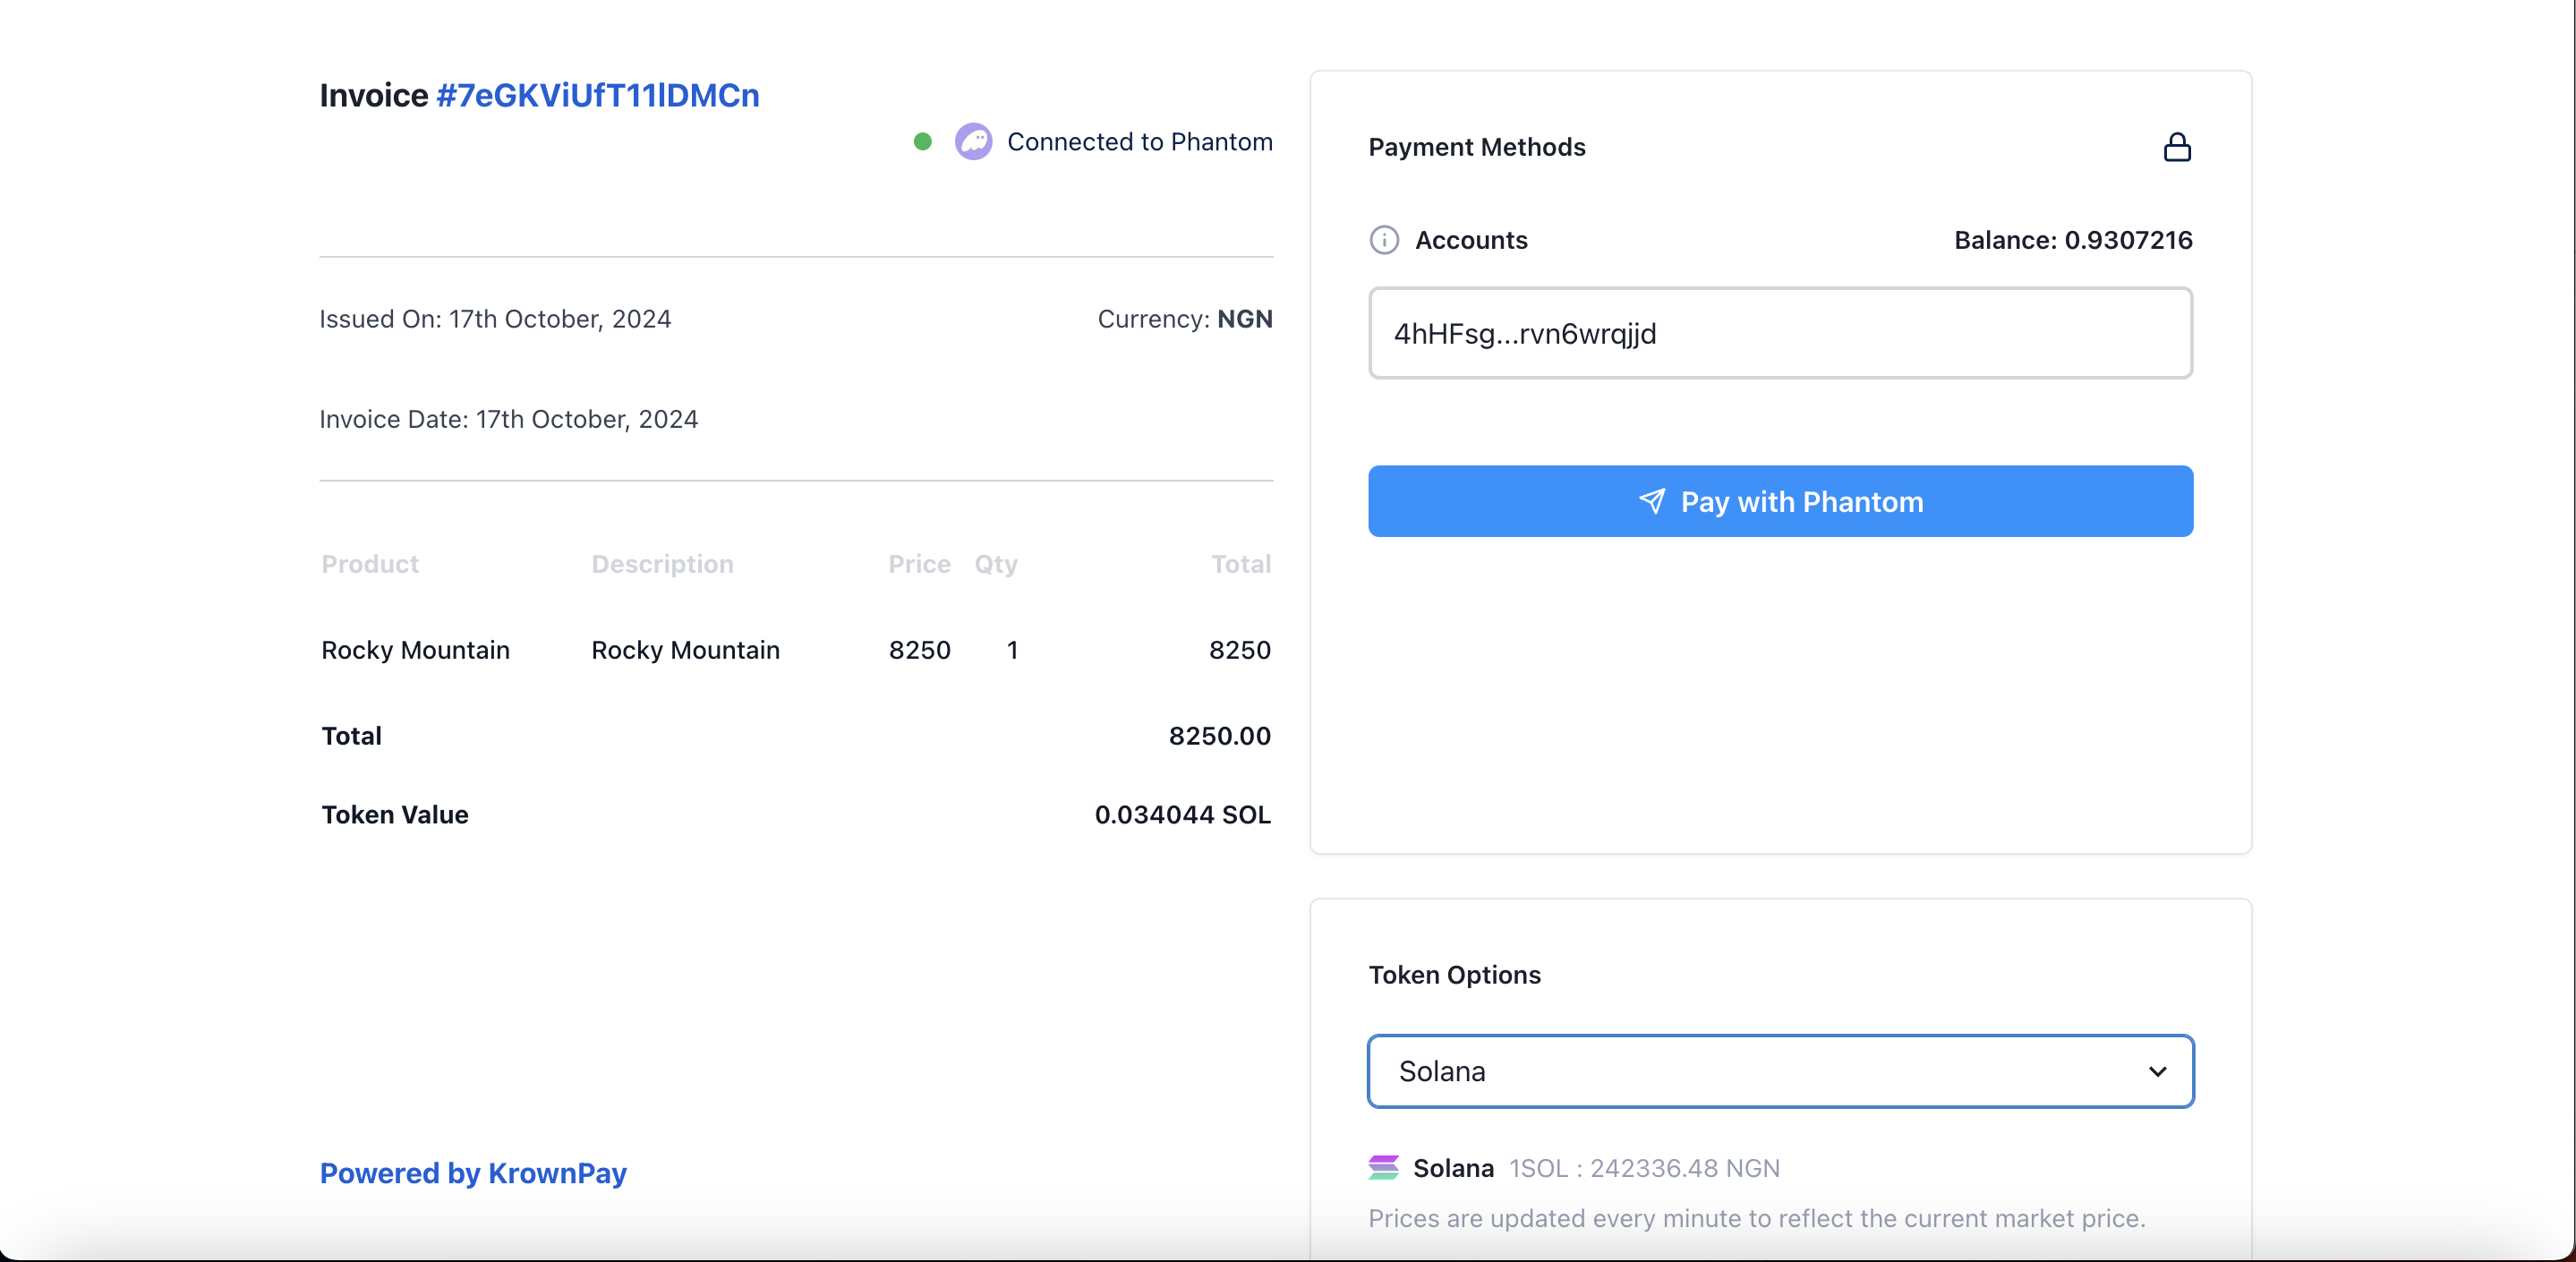 Invoice #7eGKViUfT11lDMCn
Connected to Phantom
Issued On: 17th October, 2024
Currency: NGN
Invoice Date: 17th October, 2024
Product Description Price Qty Total
Rocky Mountain Rocky Mountain 8250 1 8250
Total 8250.00
Token Value 0.034044 SOL
Powered by KrownPay
Payment Methods
Accounts
Balance: 0.9307216
4hHFsg...rvn6wrqjjd
Pay with Phantom
Token Options
Solana
Solana 1SOL : 242336.48 NGN
Prices are updated every minute to reflect the current market price.